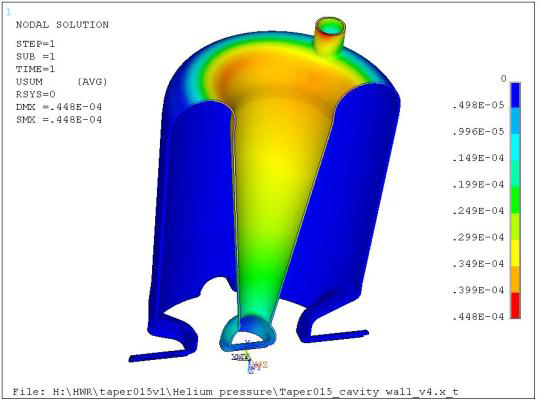 1
NODAL SOLUTION
STEP=1
SUB =1
TIME=1
USUM (AVG)
RSYS=0
DMX =.448E-04
SMX =.448E-04
0
.498E-05
.996E-05
.149E-04
.199E-04
.249E-04
.299E-04
.349E-04
.399E-04
.448E-04
File: H:\HWR\taper015v1\Helium pressure\Taper015_cavity wall_v4.x_t